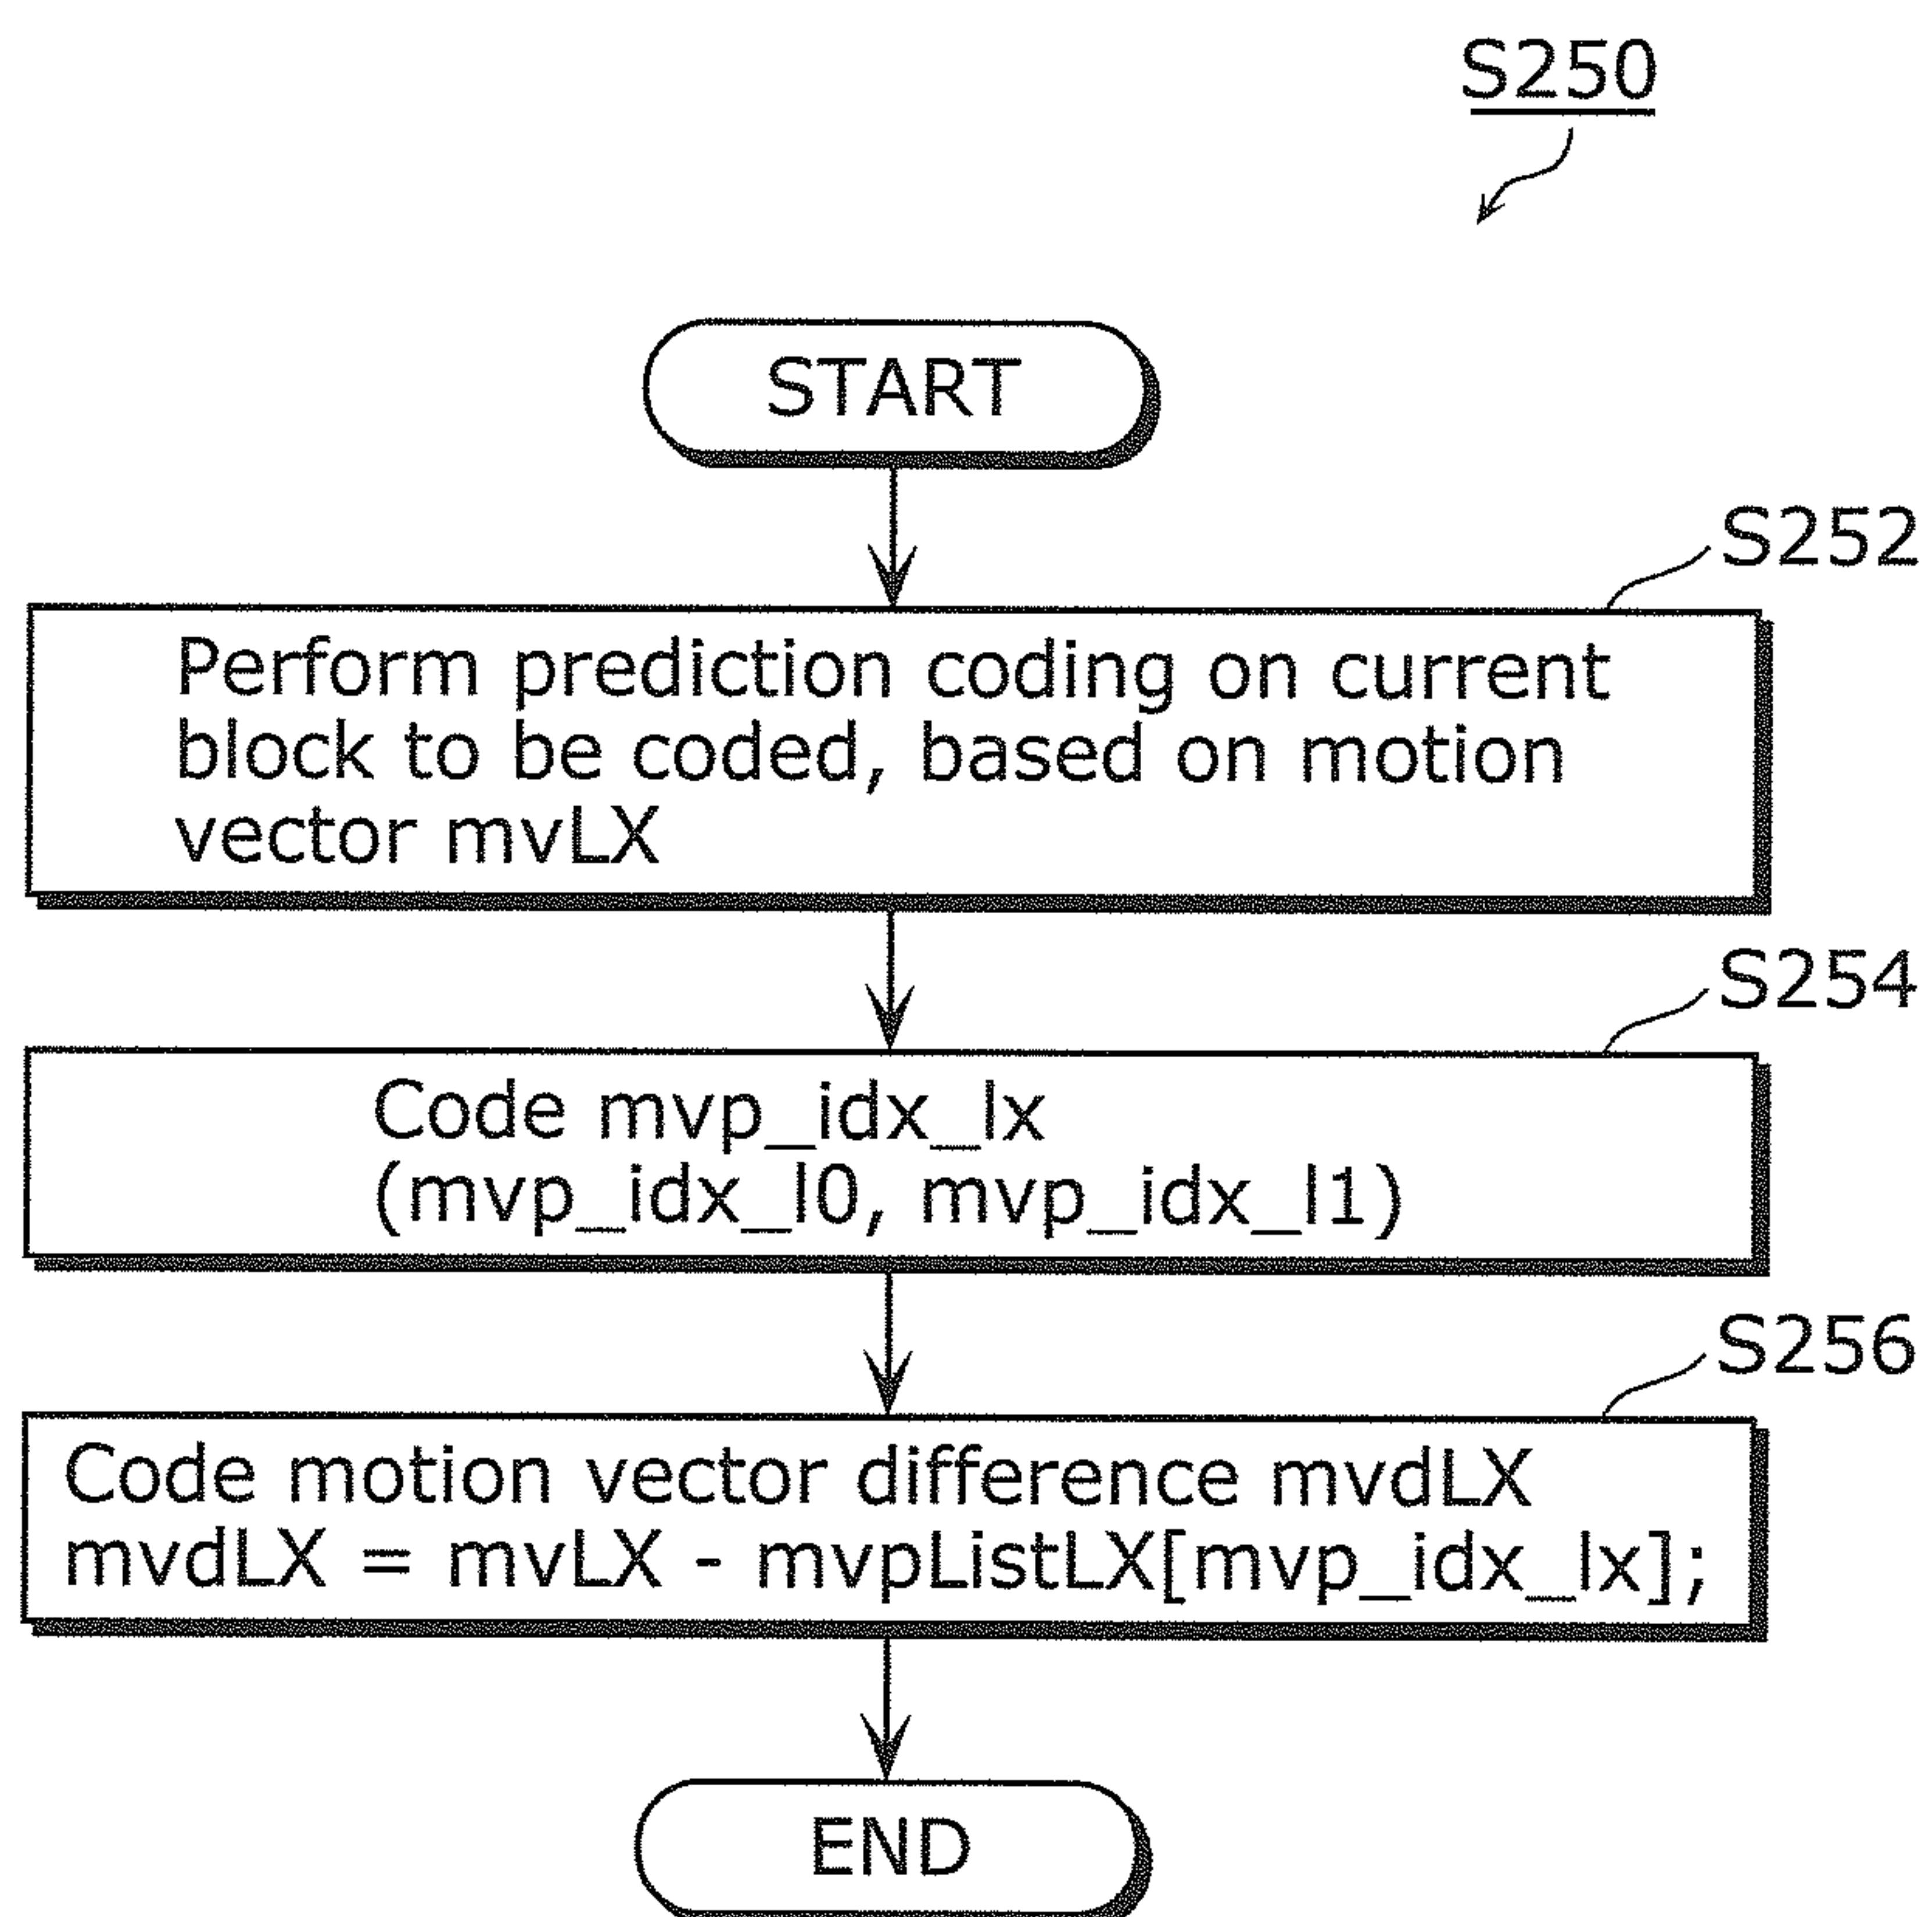 S250
START
S252
Perform prediction coding on current
block to be coded, based on motion
vector mvLX
S254
Code mvp_idx_lx
(mvp_idx_l0, mvp_idx_l1)
S256
Code motion vector difference mvdLX
mvdLX = mvLX - mvpListLX[mvp_idx_lx];
END